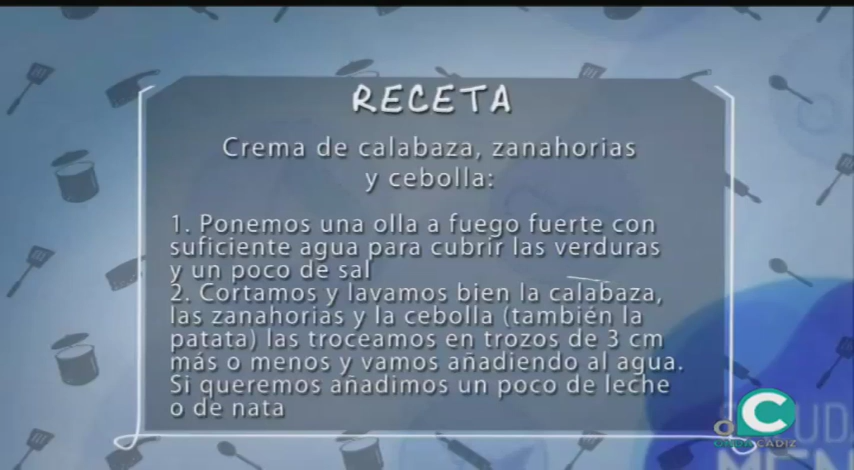 RECETA
Crema de calabaza, zanahorias
y cebolla:
1. Ponemos una olla a fuego fuerte con
suficiente agua para cubrir las verduras
y un poco de sal
2. Cortamos y lavamos bien la calabaza,
las zanahorias y la cebolla (también la
patata) las troceamos en trozos de 3 cm
más o menos y vamos añadiendo al agua.
Si queremos añadimos un poco de leche
o de nata
C
ONDA CÁDIZ